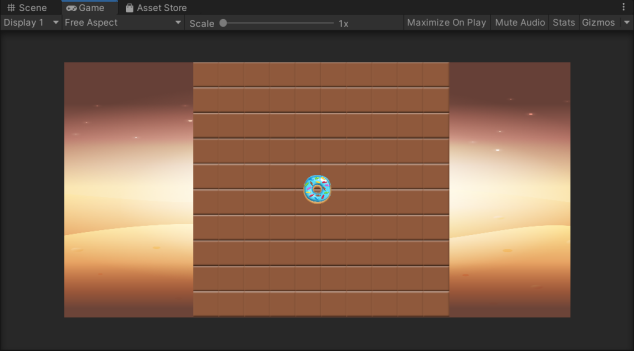 Scene Game Asset Store
Display 1 Free Aspect Scale 1x Maximize On Play Mute Audio Stats Gizmos